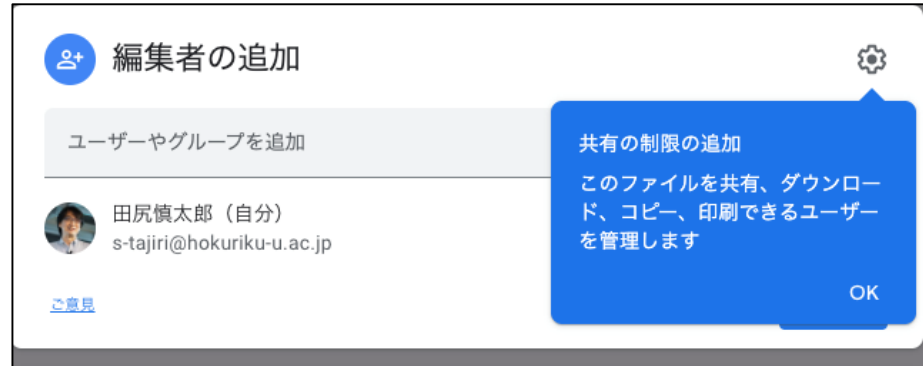 編集者の追加
ユーザーやグループを追加
田尻慎太郎（自分）
s-tajiri@hokuriku-u.ac.jp
ご意見
共有の制限の追加
このファイルを共有、ダウンロー
ド、コピー、印刷できるユーザー
を管理します
OK